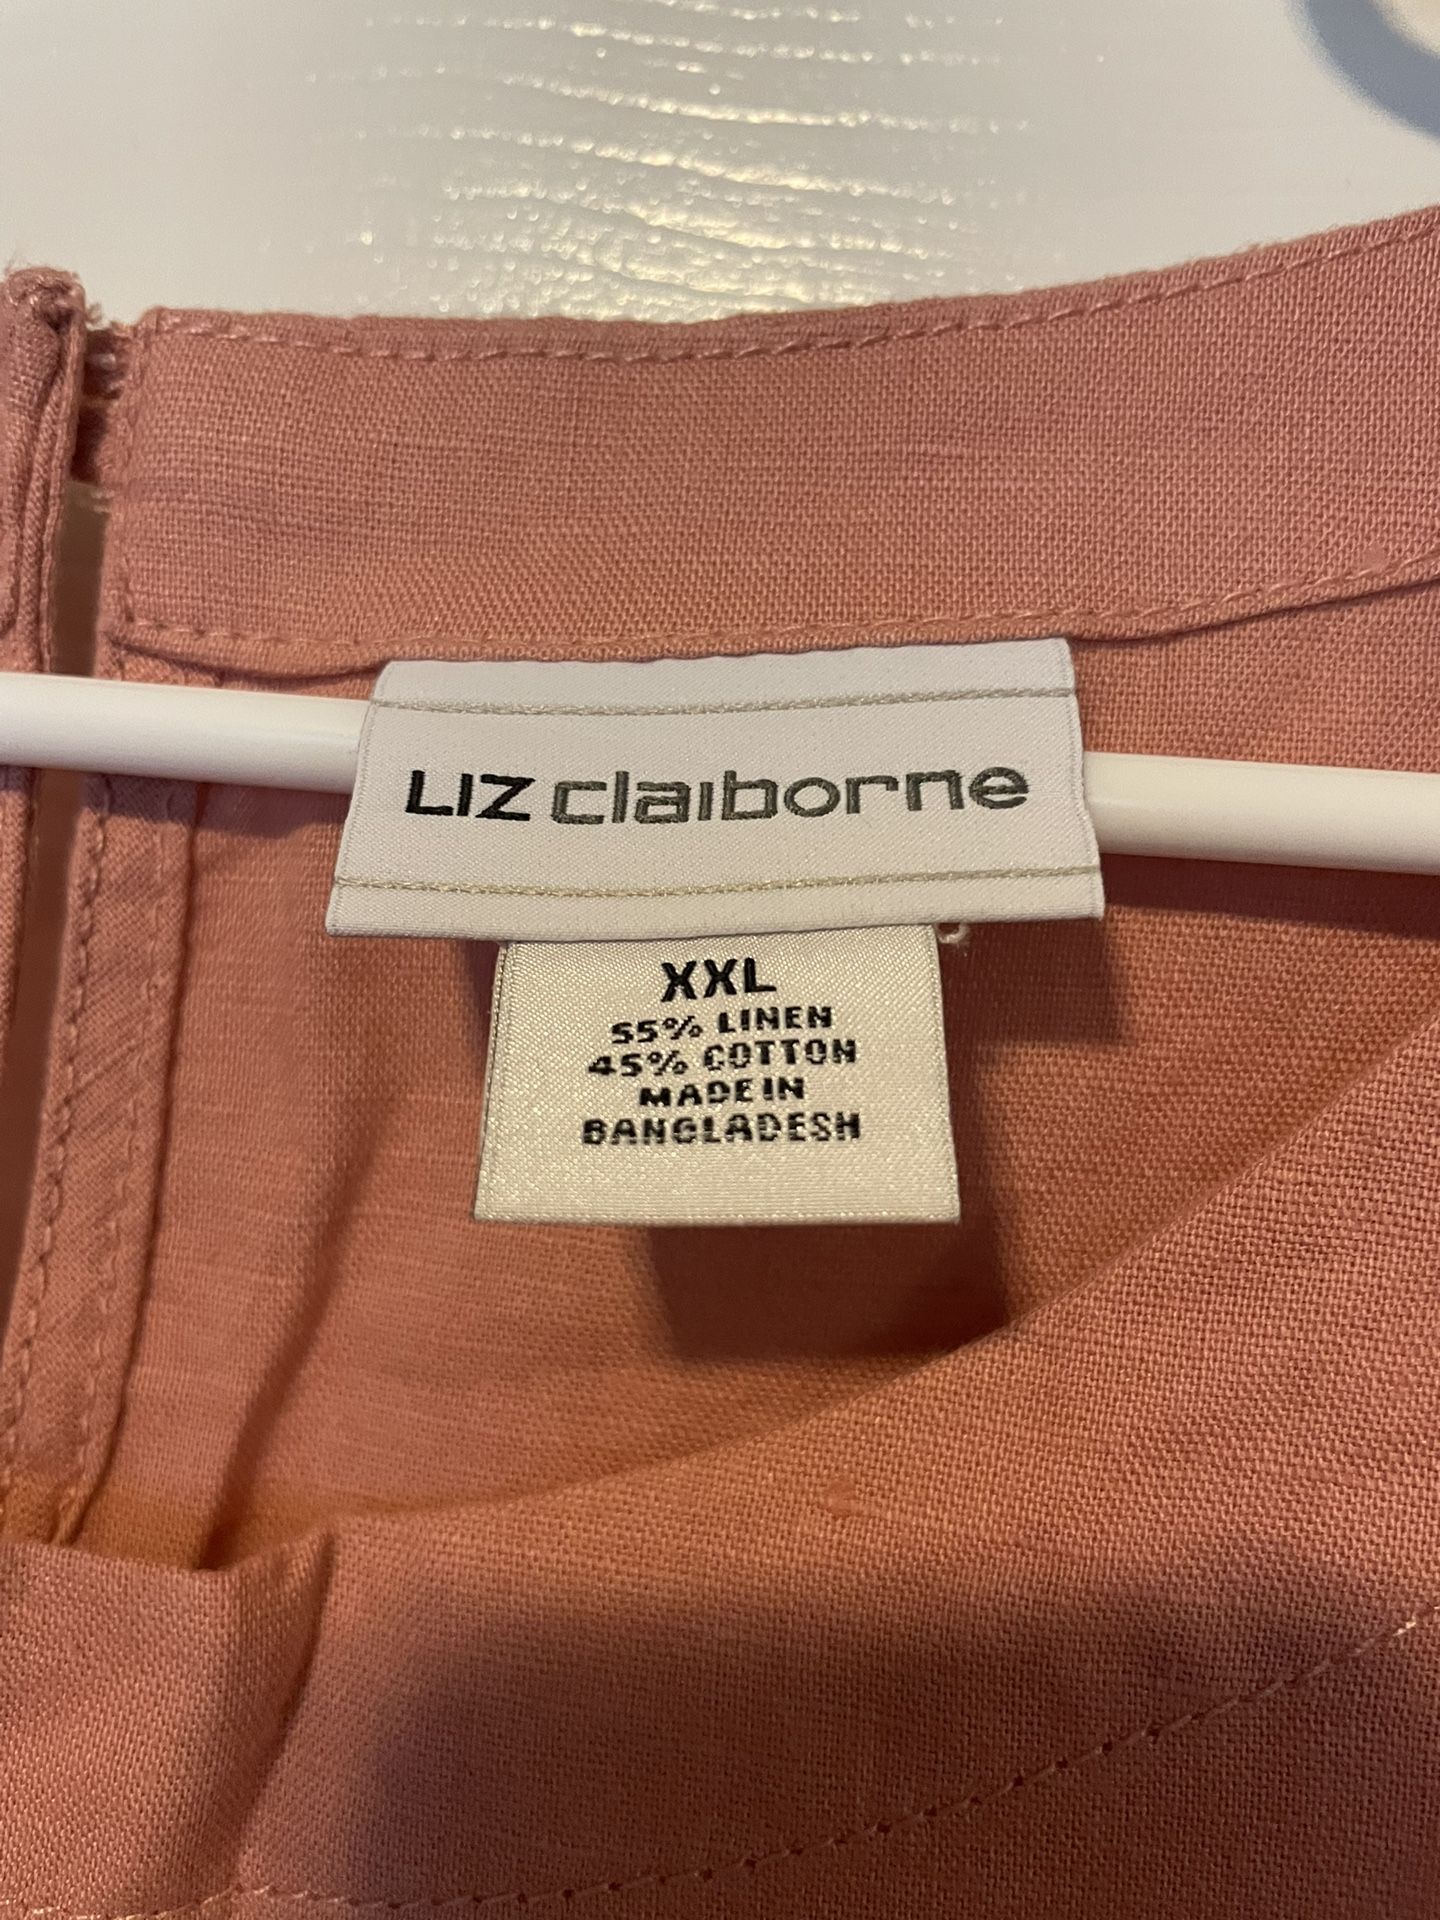 LIZ claiborne
XXL
55% LINEN
45% COTTON
MADE IN
BANGLADESH